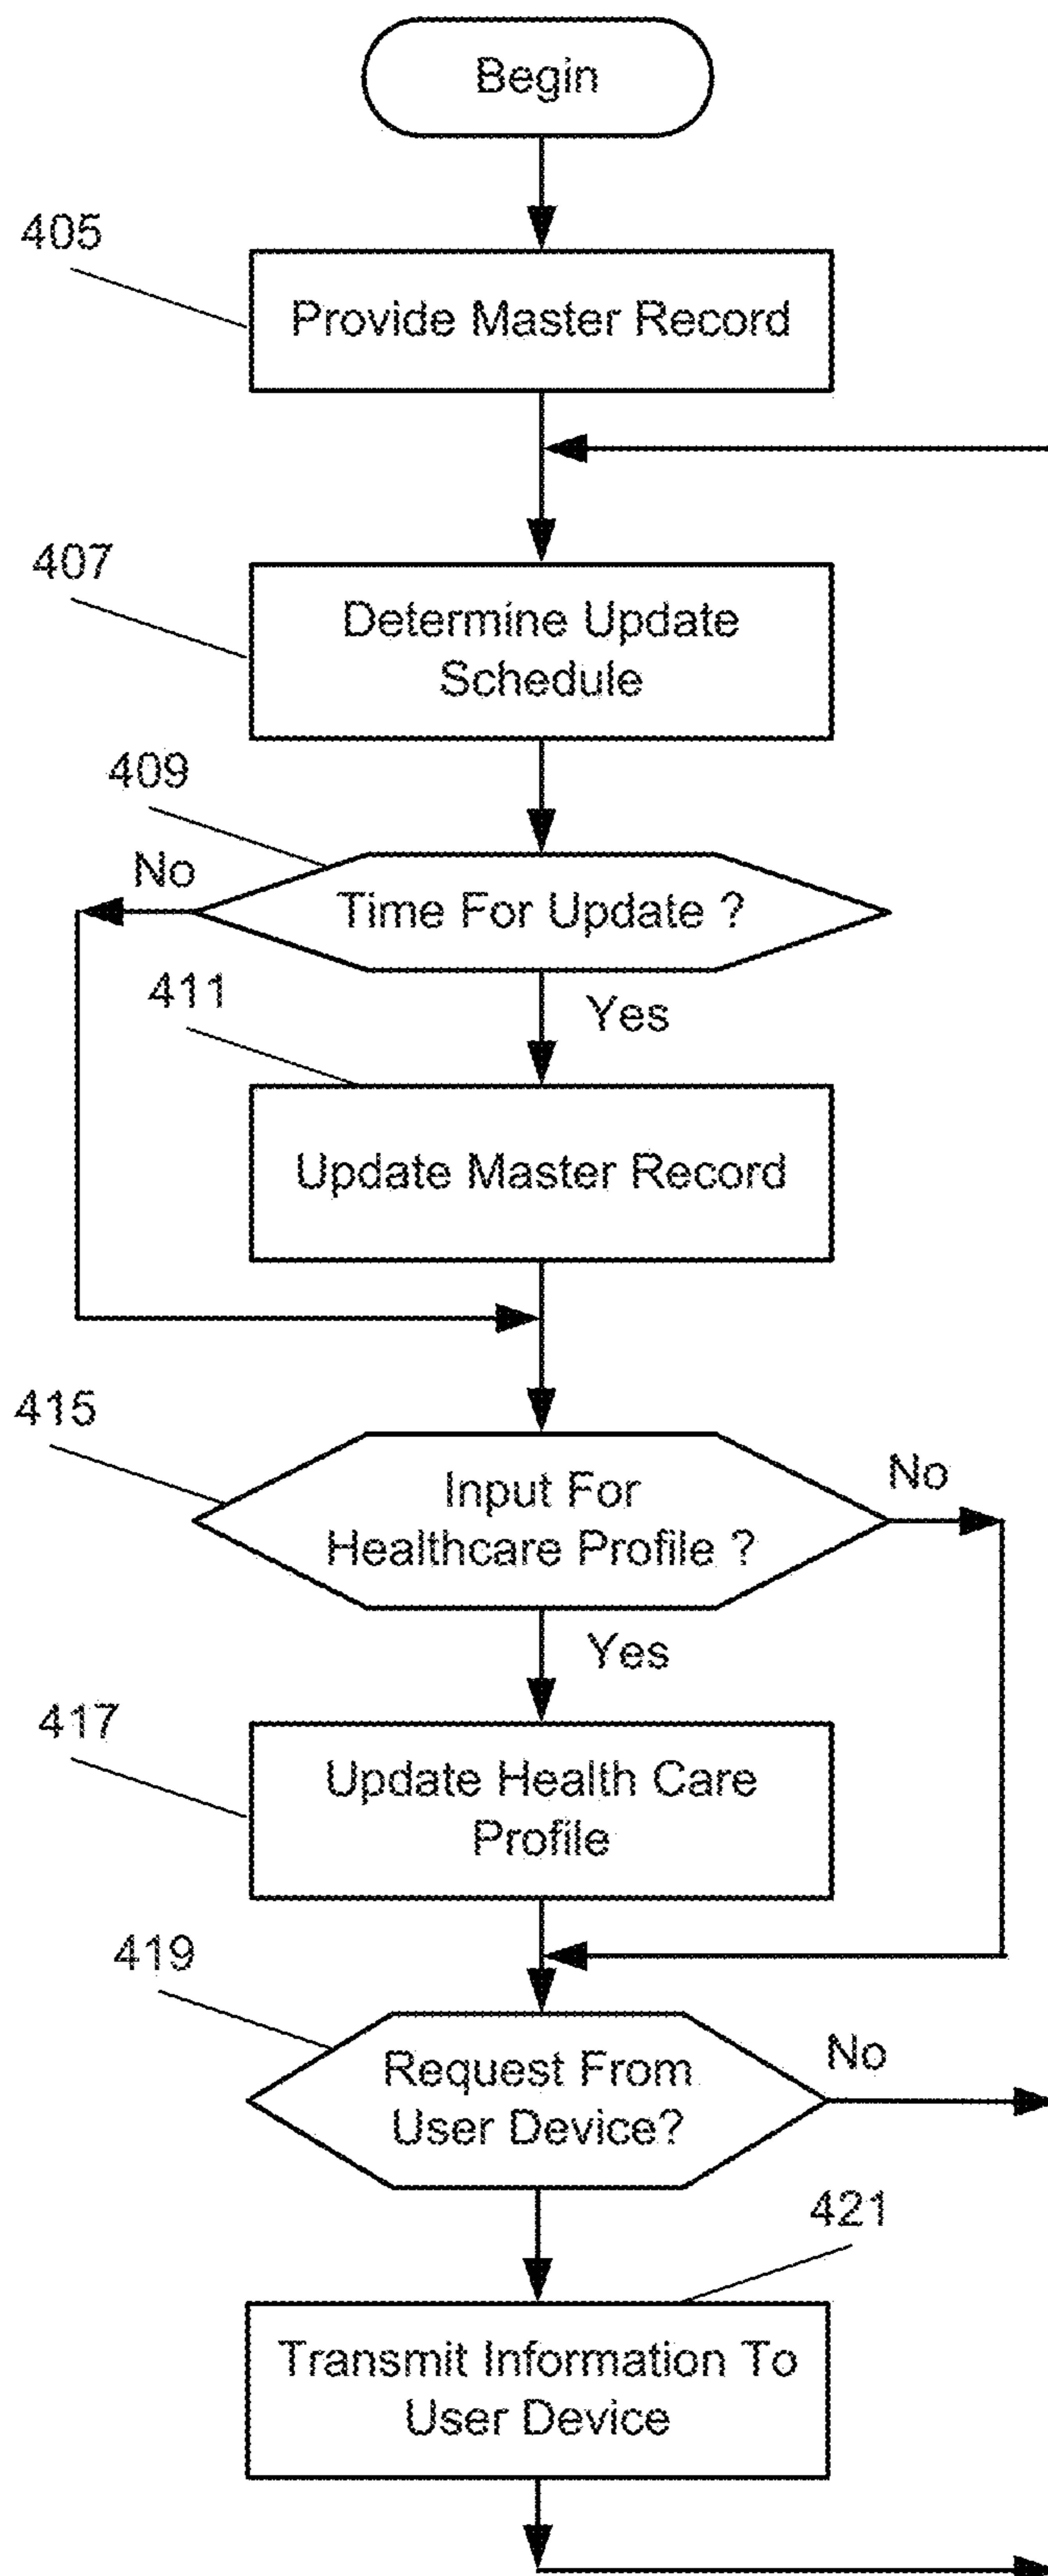 Begin
405
Provide Master Record
407
Determine Update
Schedule
409
No
Time For Update ?
411
Yes
Update Master Record
415
Input For
Healthcare Profile ?
No
Yes
417
Update Health Care
Profile
419
Request From
User Device?
No
421
Transmit Information To
User Device